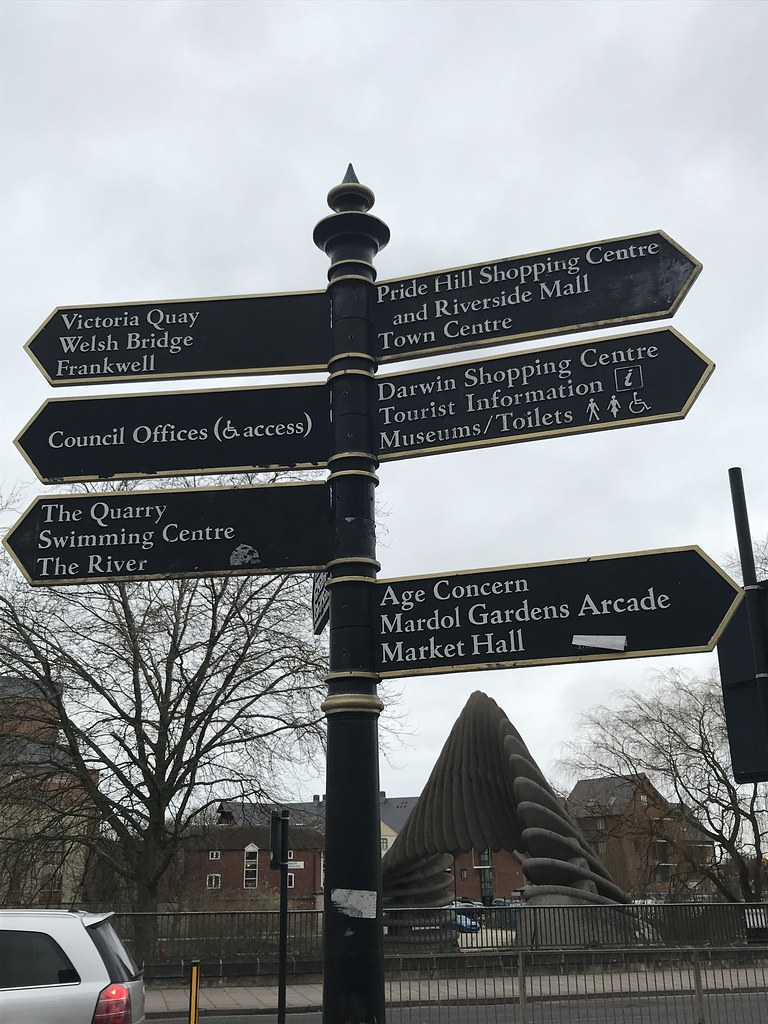 Victoria Quay
Welsh Bridge
Frankwell
Council Offices (♿ access)
The Quarry
Swimming Centre
The River
Pride Hill Shopping Centre
and Riverside Mall
Town Centre
Darwin Shopping Centre
Tourist Information i
Museums/Toilets
Age Concern
Mardol Gardens Arcade
Market Hall